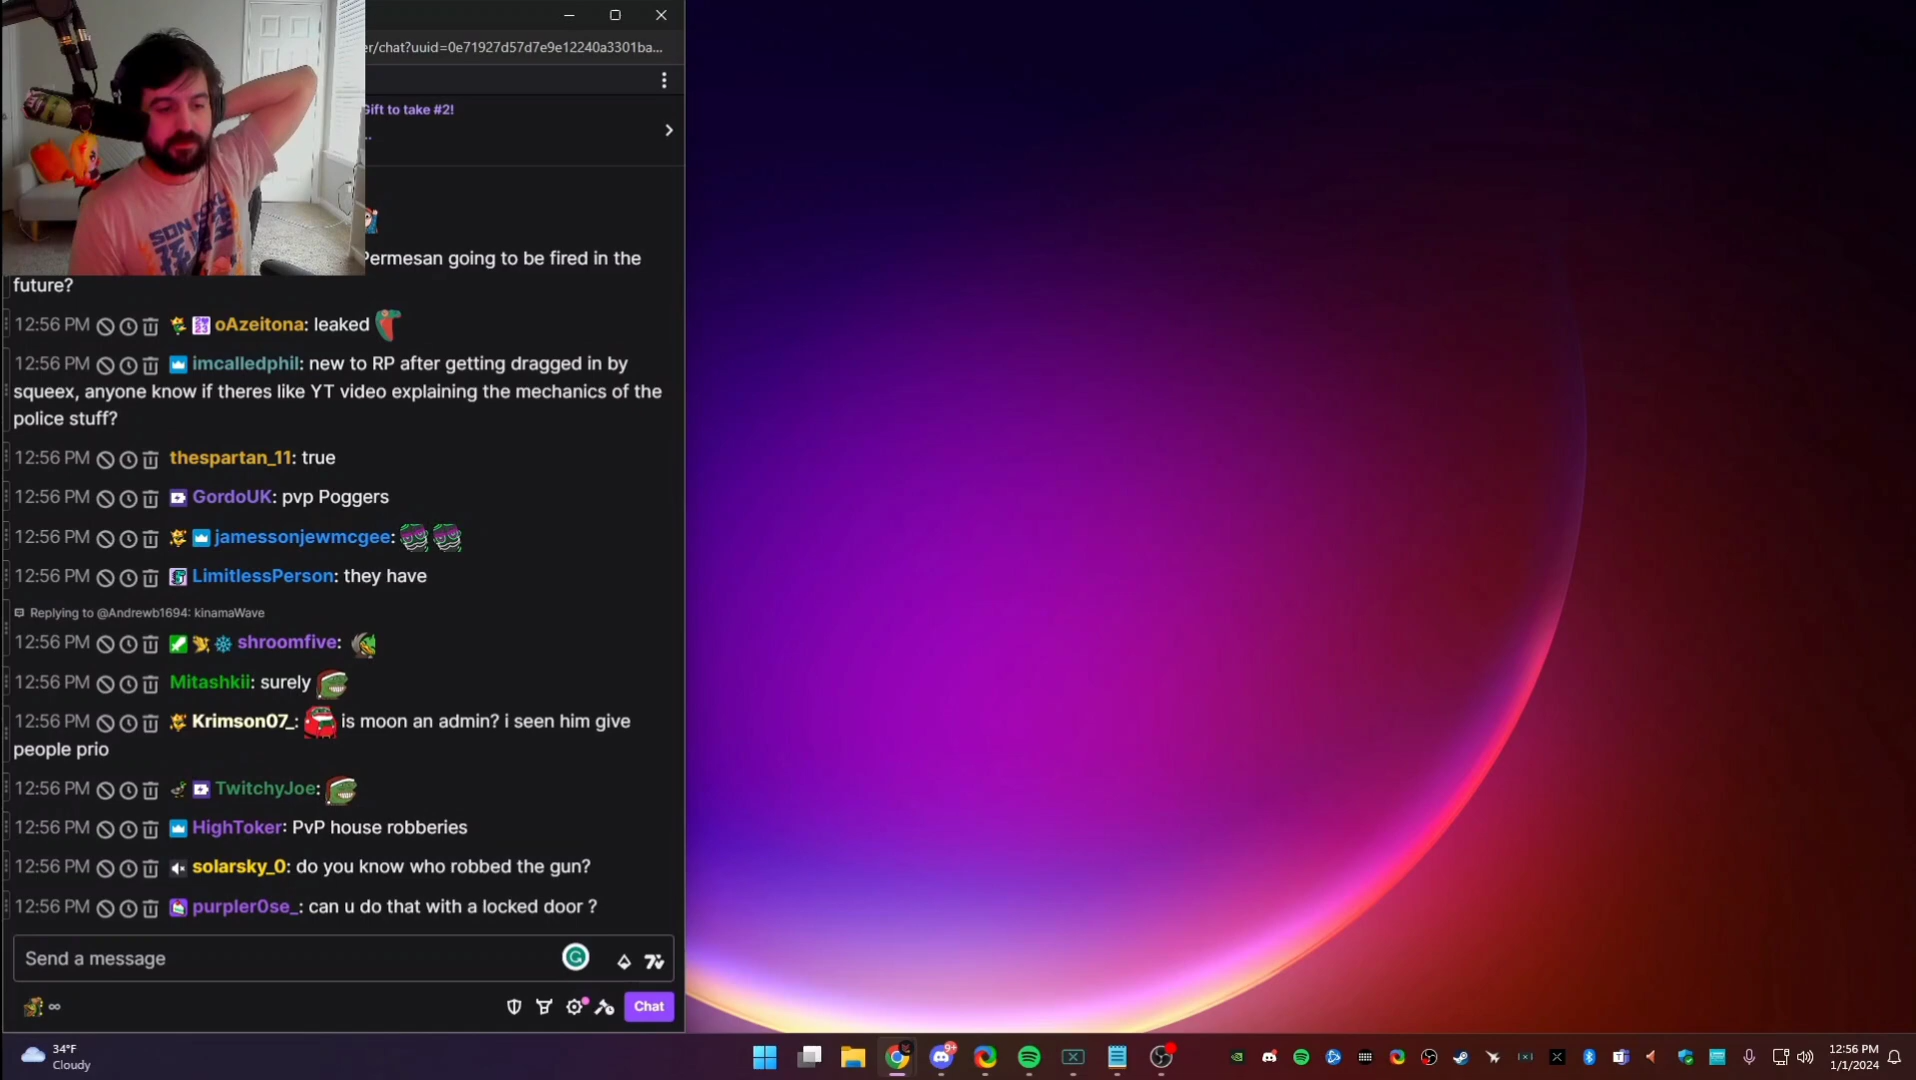 er/chat?uuid=0e71927d57d7e9e12240a3301ba...
Gift to take #2!
...
Permesan going to be fired in the
future?
12:56 PM oAzeitona: leaked
12:56 PM imcalledphil: new to RP after getting dragged in by
squeex, anyone know if theres like YT video explaining the mechanics of the
police stuff?
12:56 PM thespartan_11: true
12:56 PM GordoUK: pvp Poggers
12:56 PM jamessonjewmcgee:
12:56 PM LimitlessPerson: they have
Replying to @Andrewb1694: kinamaWave
12:56 PM shroomfive:
12:56 PM Mitashkii: surely
12:56 PM Krimson07_: is moon an admin? i seen him give
people prio
12:56 PM TwitchyJoe:
12:56 PM HighToker: PvP house robberies
12:56 PM solarsky_0: do you know who robbed the gun?
12:56 PM purpler0se_: can u do that with a locked door ?
Send a message
∞
Chat
34°F
Cloudy
9+
12:56 PM
1/1/2024